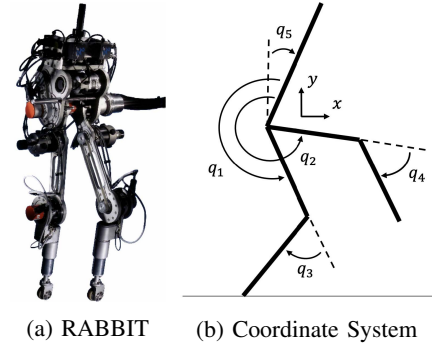 q₅
y
x
q₁
q₂
q₄
q₃
(a) RABBIT (b) Coordinate System